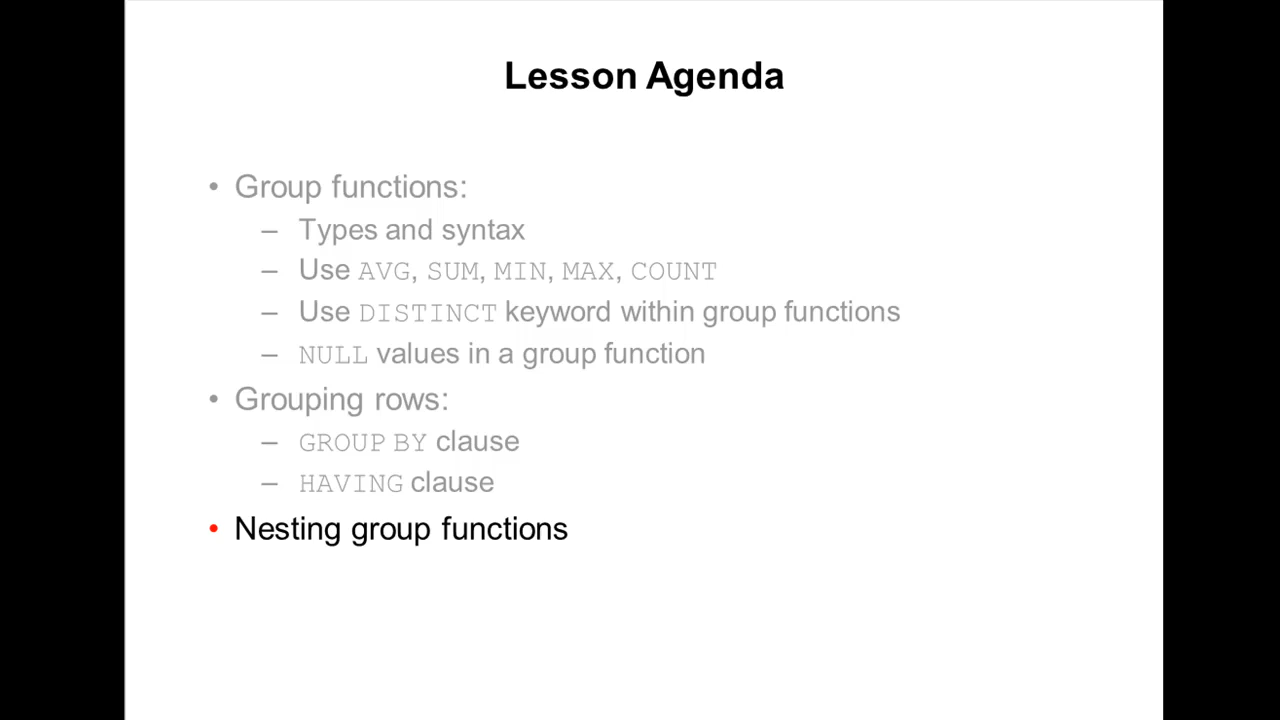 Lesson Agenda
• Group functions:
– Types and syntax
– Use AVG, SUM, MIN, MAX, COUNT
– Use DISTINCT keyword within group functions
– NULL values in a group function
• Grouping rows:
– GROUP BY clause
– HAVING clause
• Nesting group functions